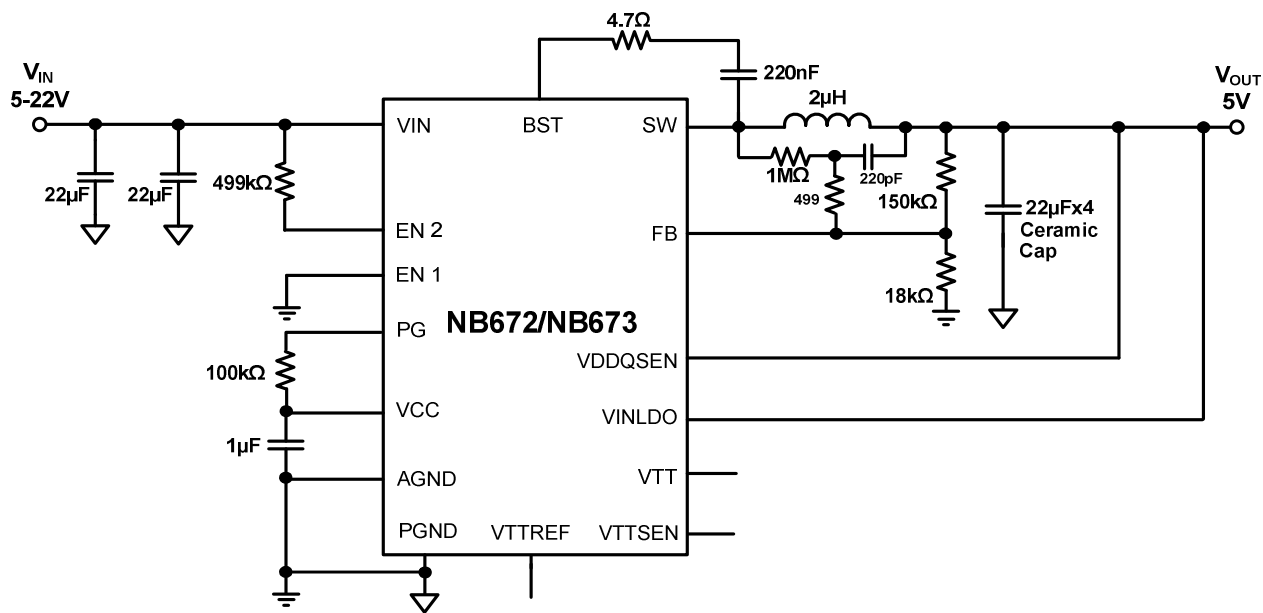 4.7Ω
VIN
5-22V
220nF
VOUT
5V
2µH
VIN
BST
SW
22µF
22µF
499kΩ
1MΩ
220pF
499
150kΩ
22µFx4
Ceramic
Cap
EN 2
FB
EN 1
18kΩ
PG
NB672/NB673
VDDQSEN
100kΩ
VCC
VINLDO
1µF
AGND
VTT
PGND
VTTREF
VTTSEN